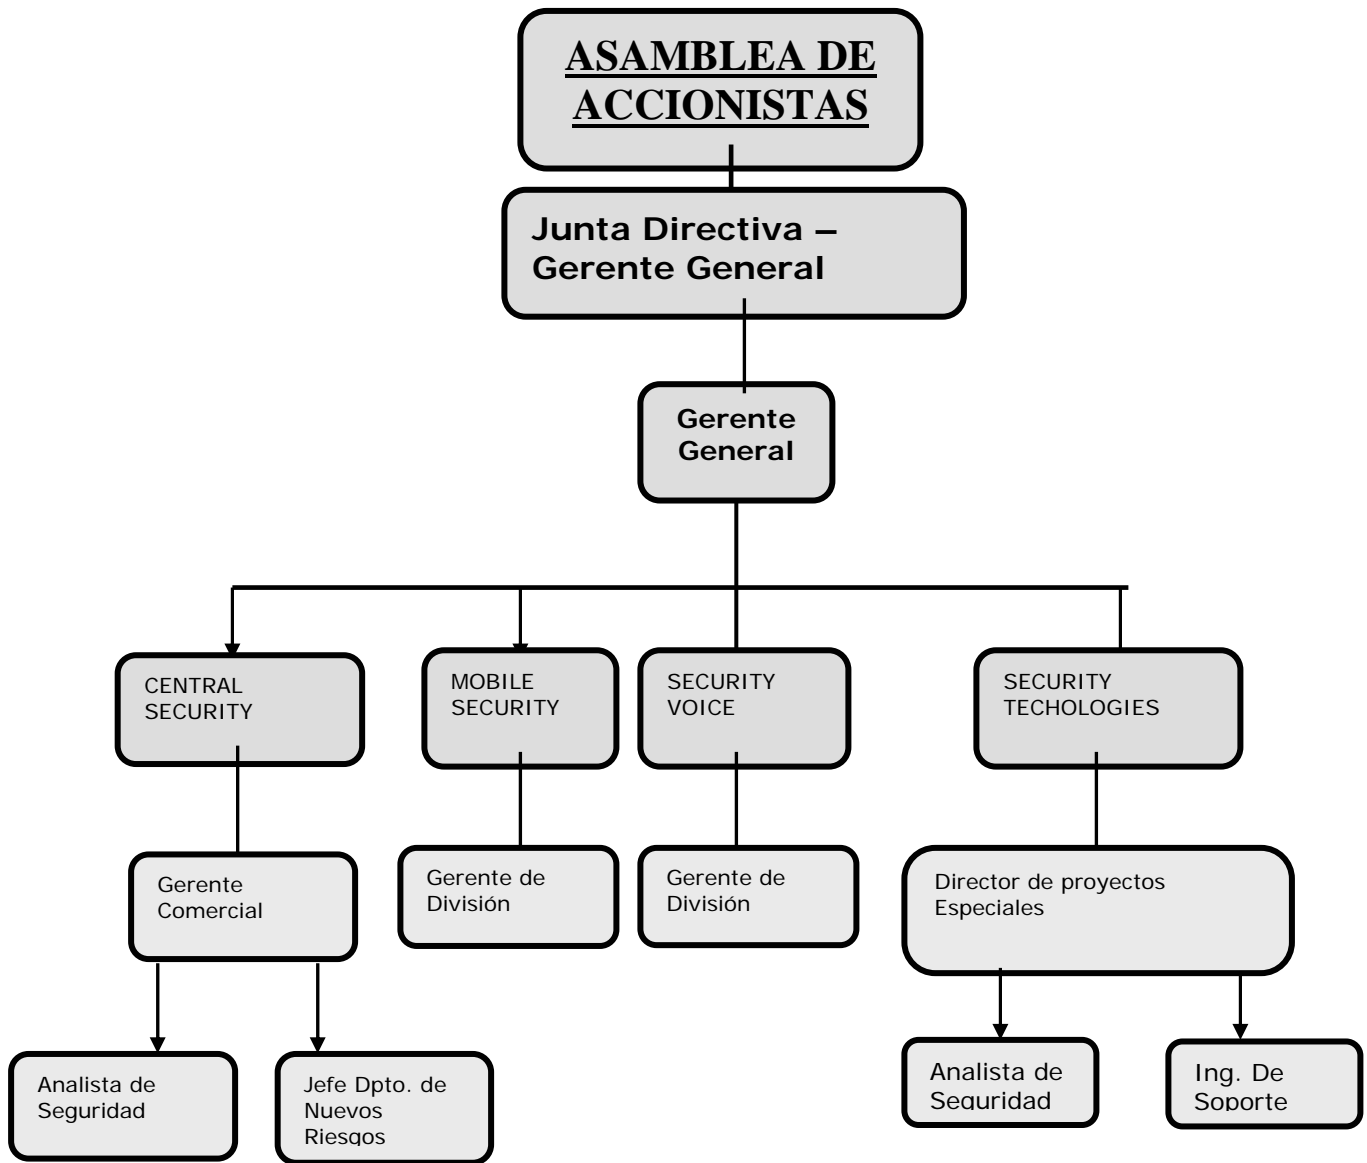 ASAMBLEA DE
ACCIONISTAS
Junta Directiva –
Gerente General
Gerente
General
CENTRAL
SECURITY
MOBILE
SECURITY
SECURITY
VOICE
SECURITY
TECHOLOGIES
Gerente
Comercial
Gerente de
División
Gerente de
División
Director de proyectos
Especiales
Analista de
Seguridad
Jefe Dpto. de
Nuevos
Riesgos
Analista de
Seguridad
Ing. De
Soporte